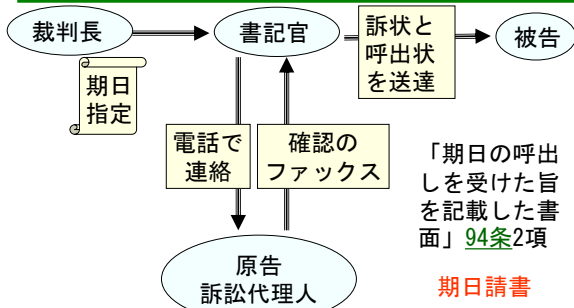 裁判長
書記官
訴状と
呼出状
を送達
被告
期日
指定
電話で
連絡
確認の
ファックス
「期日の呼出
しを受けた旨
を記載した書
面」94条2項
期日請書
原告
訴訟代理人